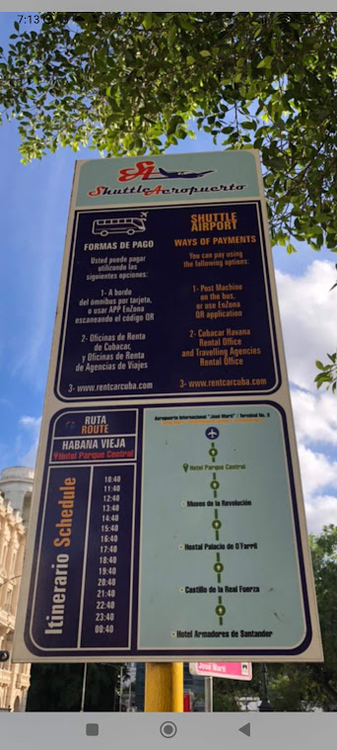 7:13
ShuttleAeropuerto
FORMAS DE PAGO
Usted puede pagar
utilizando las
siguientes opciones:
1- A bordo
del ómnibus por tarjeta,
o usar APP EnZona
escaneando el código QR
2- Oficinas de Renta
de Cubacar,
y Oficinas de Renta
de Agencias de Viajes
3- www.rentcarcuba.com
SHUTTLE
AIRPORT
WAYS OF PAYMENTS
You can pay using
the following options:
1- Post Machine
on the bus,
or use EnZona
QR application
2- Cubacar Havana
Rental Office
and Travelling Agencies
Rental Office
3- www.rentcarcuba.com
RUTA
ROUTE
HABANA VIEJA
Hotel Parque Central
Itinerario Schedule
10:40
11:40
12:40
13:40
14:40
15:40
16:40
17:40
18:40
19:40
20:40
21:40
22:40
23:40
00:40
Aeropuerto Internacional "José Martí" / Terminal No. 3
Hotel Parque Central
Museo de la Revolución
Hostal Palacio de O'Farril
Castillo de la Real Fuerza
Hotel Armadores de Santander
José Martí